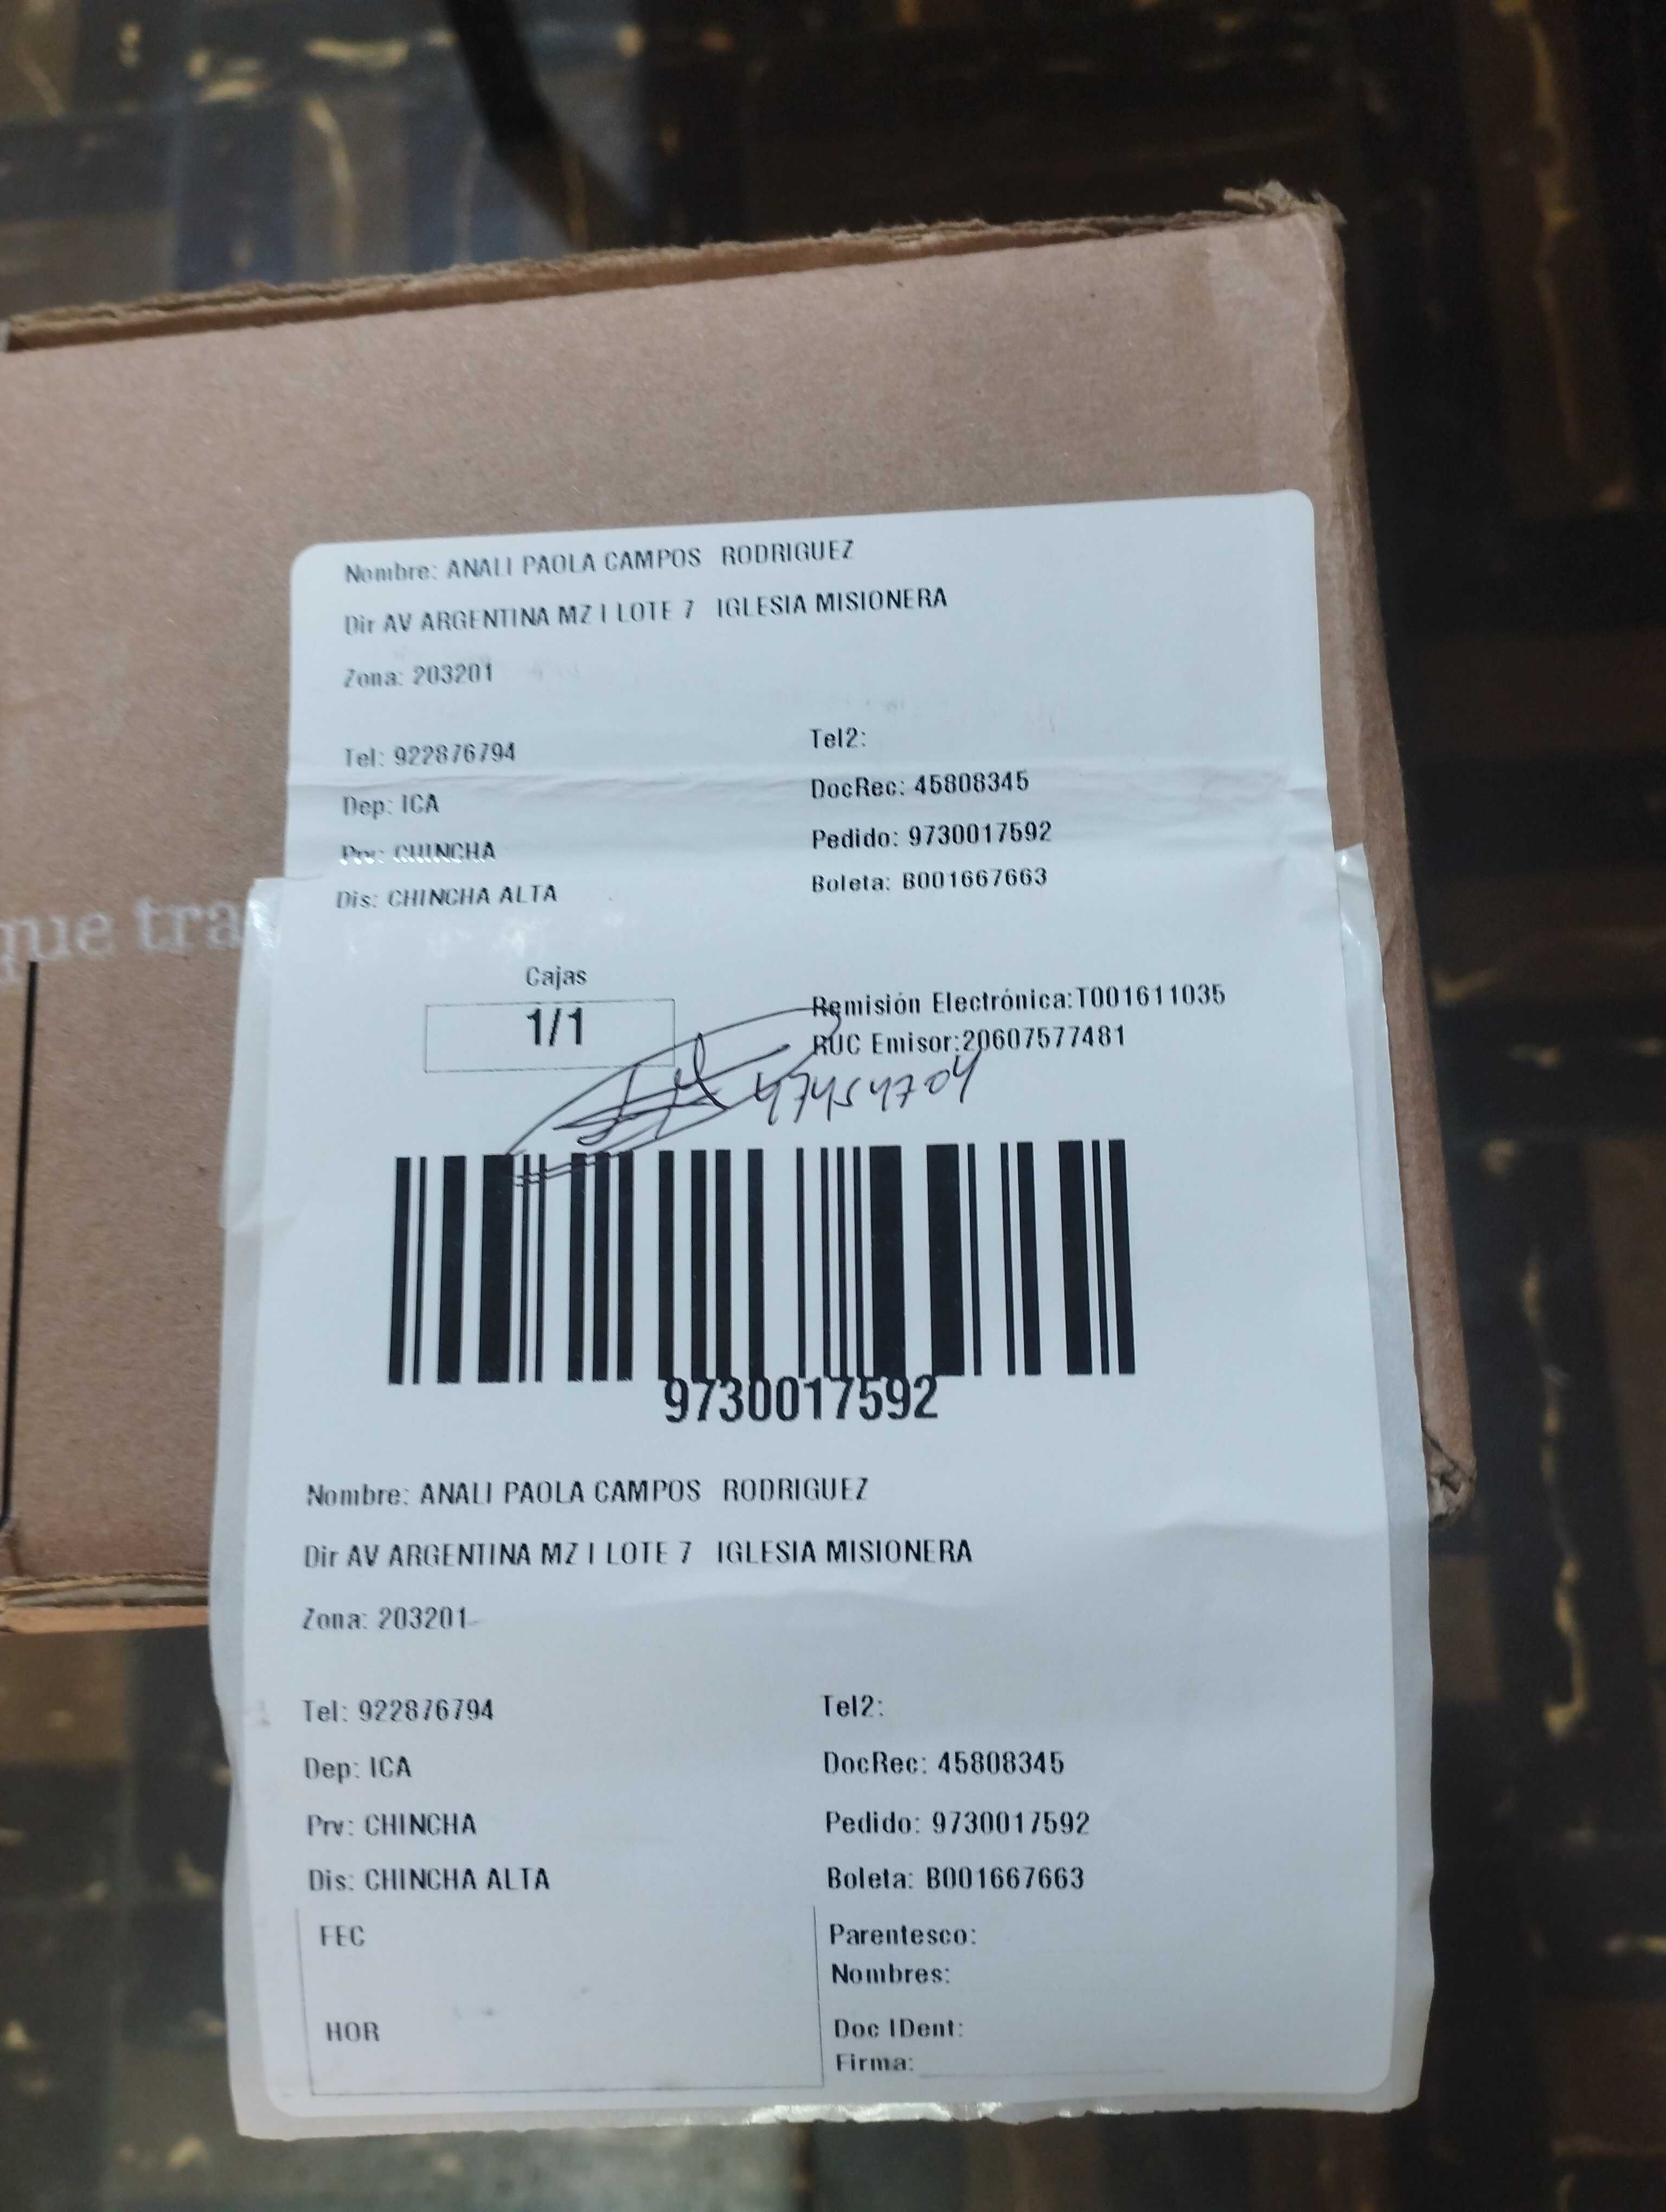 que tra
Nombre: ANALI PAOLA CAMPOS RODRIGUEZ
Dir AV ARGENTINA MZ I LOTE 7 IGLESIA MISIONERA
Zona: 203201
Tel: 922876794 Tel2:
Dep: ICA DocRec: 45808345
Prv: CHINCHA Pedido: 9730017592
Dis: CHINCHA ALTA Boleta: B001667663
Cajas
1/1
Remisión Electrónica:T001611035
RUC Emisor:20607577481
9730017592
Nombre: ANALI PAOLA CAMPOS RODRIGUEZ
Dir AV ARGENTINA MZ I LOTE 7 IGLESIA MISIONERA
Zona: 203201
Tel: 922876794 Tel2:
Dep: ICA DocRec: 45808345
Prv: CHINCHA Pedido: 9730017592
Dis: CHINCHA ALTA Boleta: B001667663
FEC Parentesco:
Nombres:
HOR Doc IDent:
Firma: